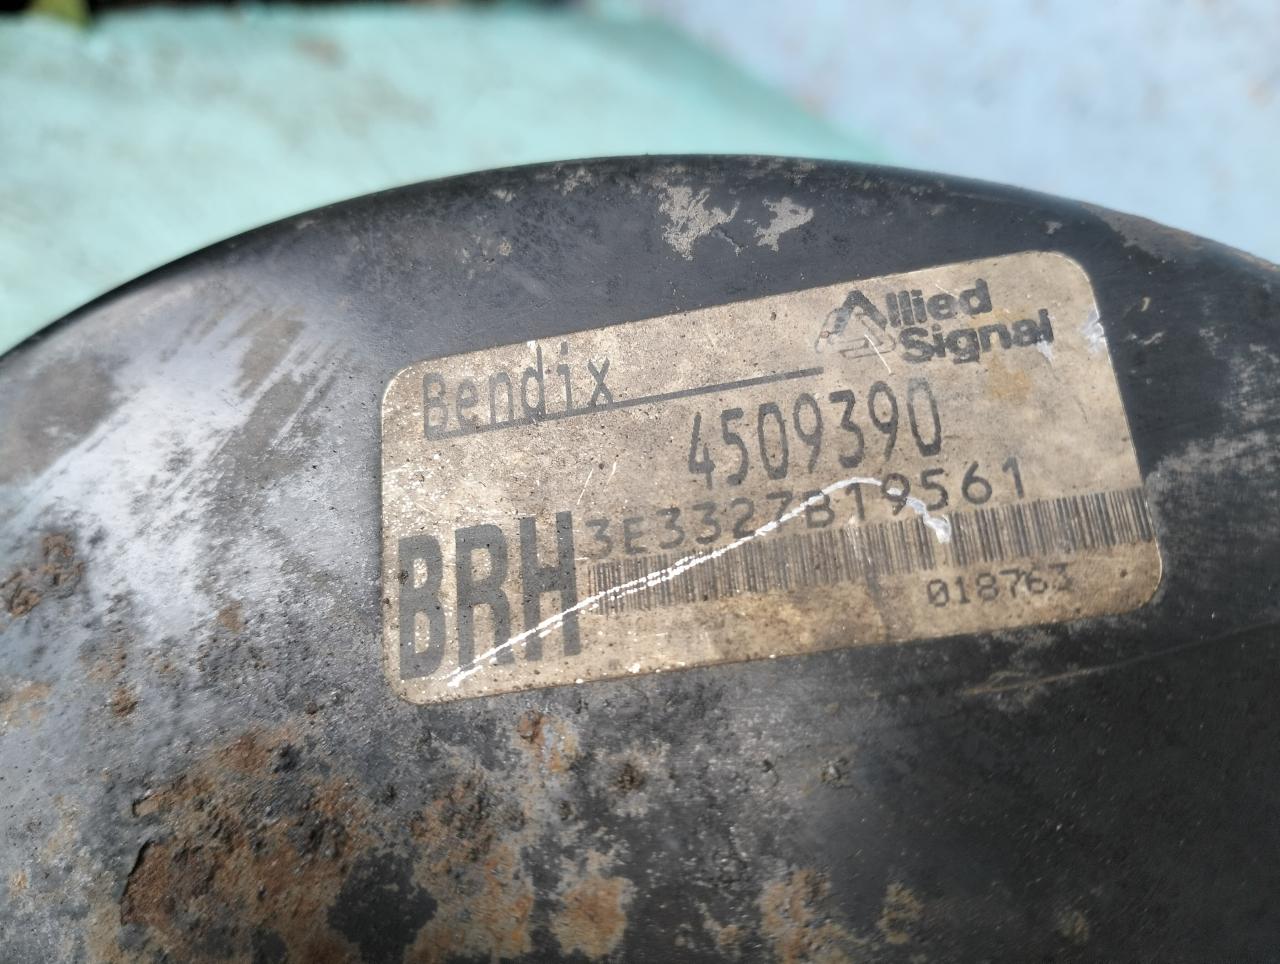 Allied
Signal
Bendix
4509390
BRH
3E3327B19561
018763